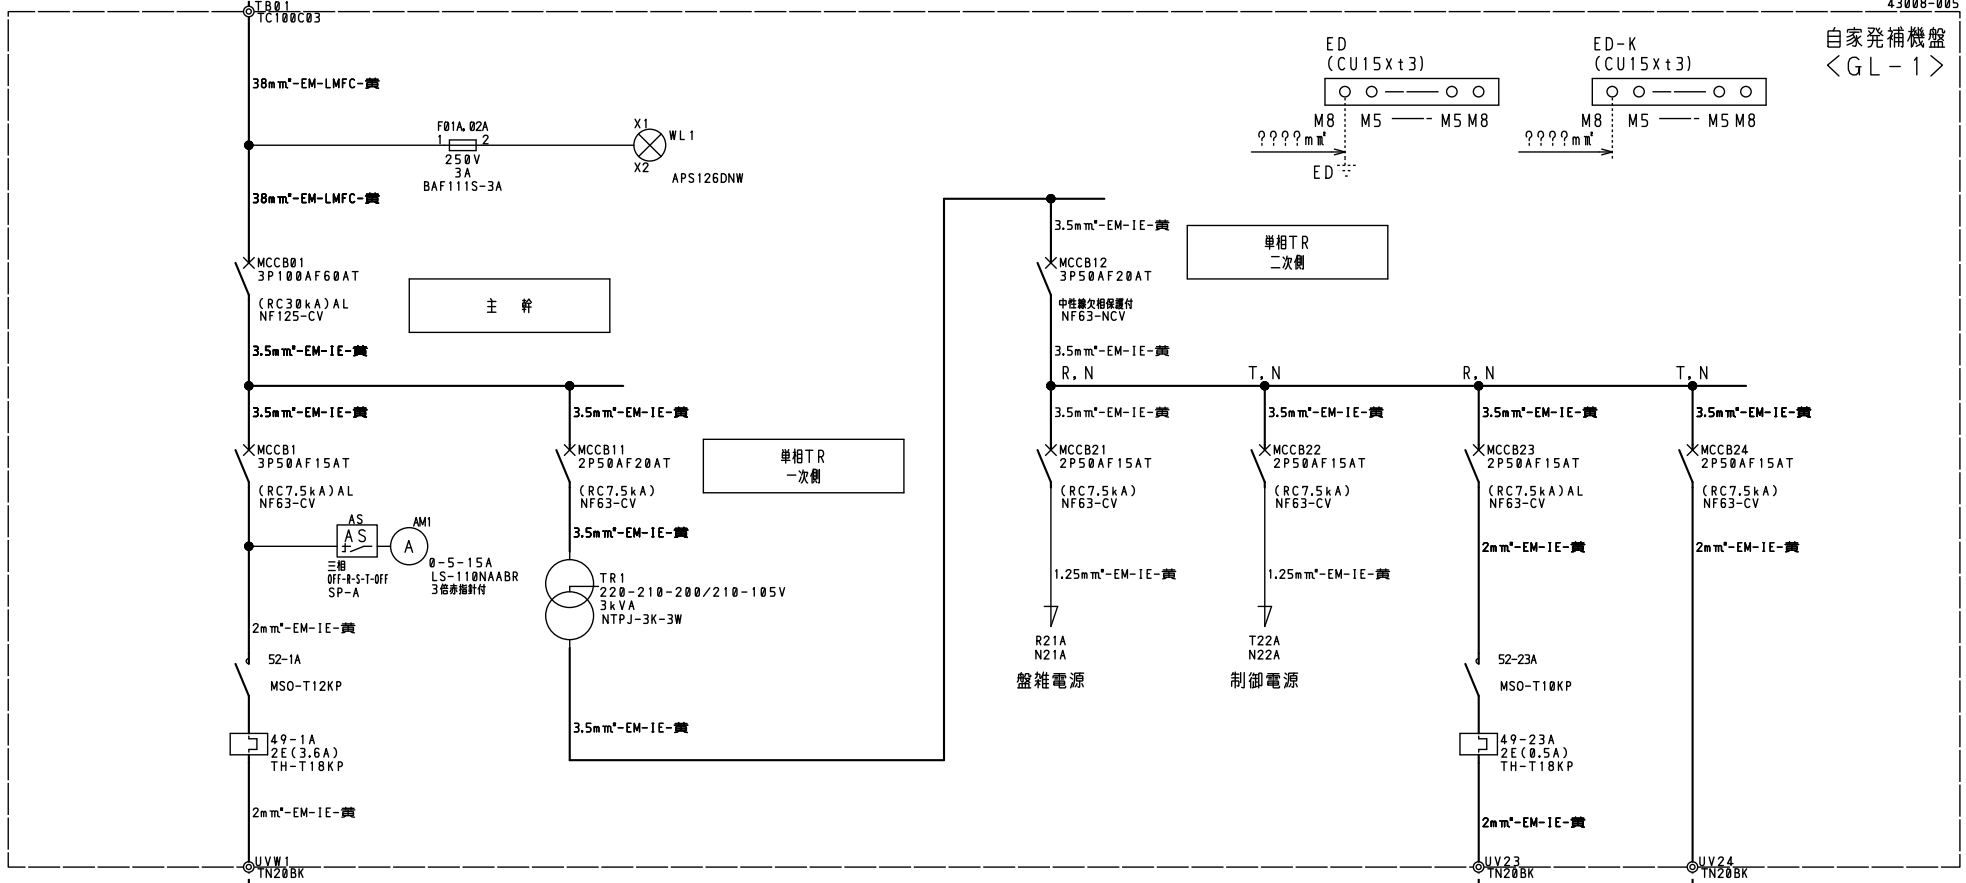 TB01
TC100C03
43008-005
自家発補機盤
<GL-1>
ED
(CU15Xt3)
M8 M5 M5 M8
????mm²
ED
ED-K
(CU15Xt3)
M8 M5 M5 M8
????mm²
38mm²-EM-LMFC-黄
F01A,02A
1 2
250V
3A
BAF111S-3A
X1
X2
WL1
APS126DNW
38mm²-EM-LMFC-黄
MCCB01
3P100AF60AT
(RC30kA)AL
NF125-CV
主 幹
3.5mm²-EM-IE-黄
3.5mm²-EM-IE-黄
MCCB12
3P50AF20AT
中性線欠相保護付
NF63-NCV
単相TR
二次側
3.5mm²-EM-IE-黄
R,N
T,N
R,N
T,N
3.5mm²-EM-IE-黄
3.5mm²-EM-IE-黄
3.5mm²-EM-IE-黄
3.5mm²-EM-IE-黄
3.5mm²-EM-IE-黄
3.5mm²-EM-IE-黄
MCCB1
3P50AF15AT
(RC7.5kA)AL
NF63-CV
MCCB11
2P50AF20AT
(RC7.5kA)
NF63-CV
単相TR
一次側
MCCB21
2P50AF15AT
(RC7.5kA)
NF63-CV
MCCB22
2P50AF15AT
(RC7.5kA)
NF63-CV
MCCB23
2P50AF15AT
(RC7.5kA)AL
NF63-CV
MCCB24
2P50AF15AT
(RC7.5kA)
NF63-CV
AS
AS
三相
OFF-R-S-T-OFF
SP-A
AM1
A
0-5-15A
LS-110NAABR
3倍赤指針付
3.5mm²-EM-IE-黄
2mm²-EM-IE-黄
2mm²-EM-IE-黄
TR1
220-210-200/210-105V
3kVA
NTPJ-3K-3W
1.25mm²-EM-IE-黄
1.25mm²-EM-IE-黄
2mm²-EM-IE-黄
R21A
N21A
盤雑電源
T22A
N22A
制御電源
52-1A
MSO-T12KP
52-23A
MSO-T10KP
3.5mm²-EM-IE-黄
49-1A
2E(3.6A)
TH-T18KP
49-23A
2E(0.5A)
TH-T18KP
2mm²-EM-IE-黄
2mm²-EM-IE-黄
UVW1
TN20BK
UV23
TN20BK
UV24
TN20BK